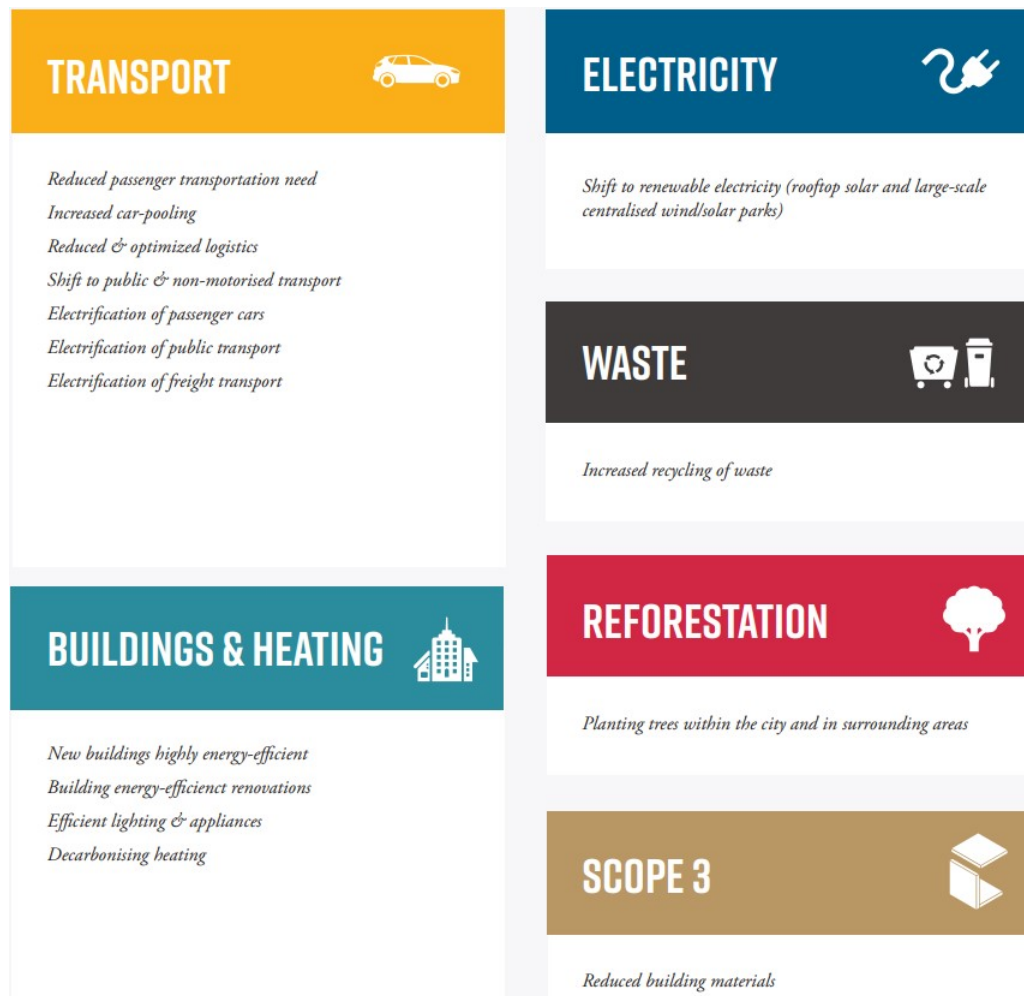 TRANSPORT
Reduced passenger transportation need
Increased car-pooling
Reduced & optimized logistics
Shift to public & non-motorised transport
Electrification of passenger cars
Electrification of public transport
Electrification of freight transport
BUILDINGS & HEATING
New buildings highly energy-efficient
Building energy-efficienct renovations
Efficient lighting & appliances
Decarbonising heating
ELECTRICITY
Shift to renewable electricity (rooftop solar and large-scale
centralised wind/solar parks)
WASTE
Increased recycling of waste
REFORESTATION
Planting trees within the city and in surrounding areas
SCOPE 3
Reduced building materials